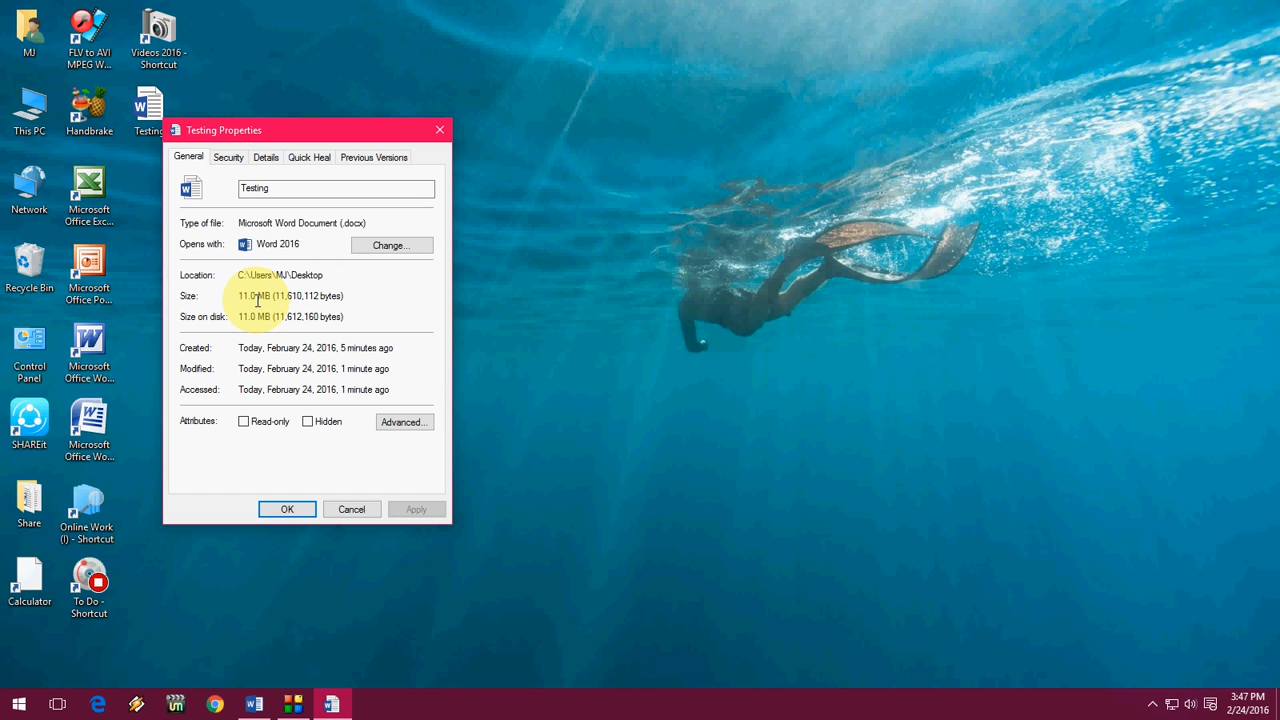 MJ
FLV to AVI
MPEG W...
Videos 2016 -
Shortcut
This PC
Handbrake
Testing
Network
Microsoft
Office Exc...
Recycle Bin
Microsoft
Office Po...
Control
Panel
Microsoft
Office Wo...
SHAREit
Microsoft
Office Wo...
Share
Online Work
(I) - Shortcut
Calculator
To Do -
Shortcut
Testing Properties
General Security Details Quick Heal Previous Versions
Testing
Type of file: Microsoft Word Document (.docx)
Opens with: Word 2016 Change...
Location: C:\Users\MJ\Desktop
Size: 11.0 MB (11,610,112 bytes)
Size on disk: 11.0 MB (11,612,160 bytes)
Created: Today, February 24, 2016, 5 minutes ago
Modified: Today, February 24, 2016, 1 minute ago
Accessed: Today, February 24, 2016, 1 minute ago
Attributes: Read-only Hidden Advanced...
OK Cancel Apply
3:47 PM
2/24/2016